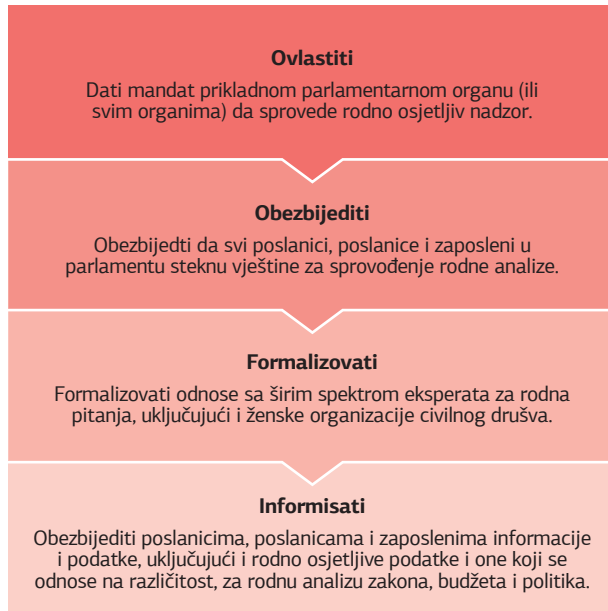 Ovlastiti
Dati mandat prikladnom parlamentarnom organu (ili
svim organima) da sprovede rodno osjetljiv nadzor.
Obezbijediti
Obezbijedti da svi poslanici, poslanice i zaposleni u
parlamentu steknu vještine za sprovođenje rodne analize.
Formalizovati
Formalizovati odnose sa širim spektrom eksperata za rodna
pitanja, uključujući i ženske organizacije civilnog drušva.
Informisati
Obezbijediti poslanicima, poslanicama i zaposlenima informacije
i podatke, uključujući i rodno osjetljive podatke i one koji se
odnose na različitost, za rodnu analizu zakona, budžeta i politika.